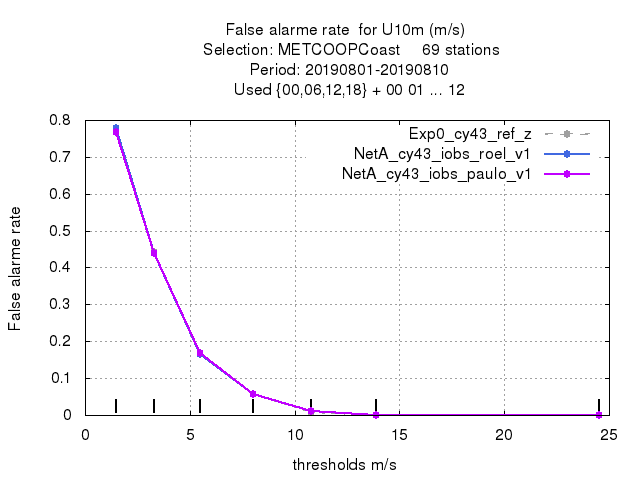 False alarme rate  for U10m (m/s)
Selection: METCOOPCoast     69 stations
Period: 20190801-20190810
Used {00,06,12,18} + 00 01 ... 12
Exp0_cy43_ref_z
NetA_cy43_iobs_roel_v1
NetA_cy43_iobs_paulo_v1
False alarme rate
0.8
0.7
0.6
0.5
0.4
0.3
0.2
0.1
0
0 5 10 15 20 25
thresholds m/s